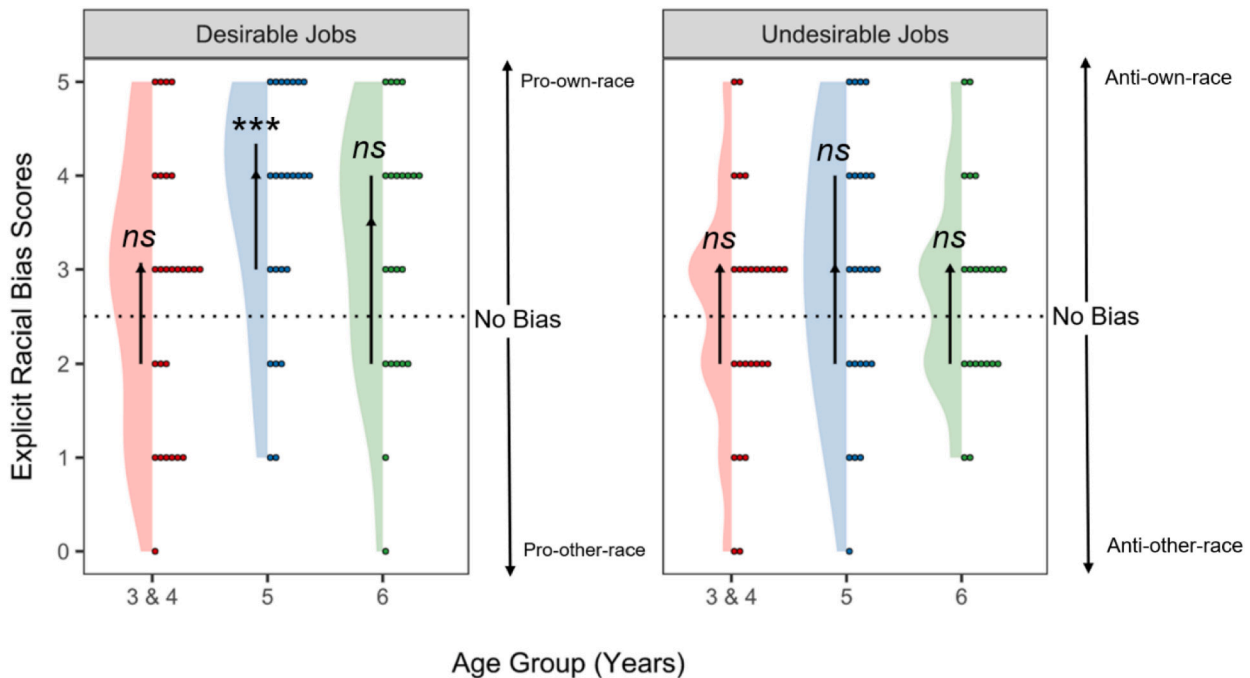 Desirable Jobs
Undesirable Jobs
Explicit Racial Bias Scores
5
4
3
2
1
0
ns
***
ns
ns
ns
ns
Pro-own-race
No Bias
Pro-other-race
Anti-own-race
No Bias
Anti-other-race
3 & 4
5
6
3 & 4
5
6
Age Group (Years)